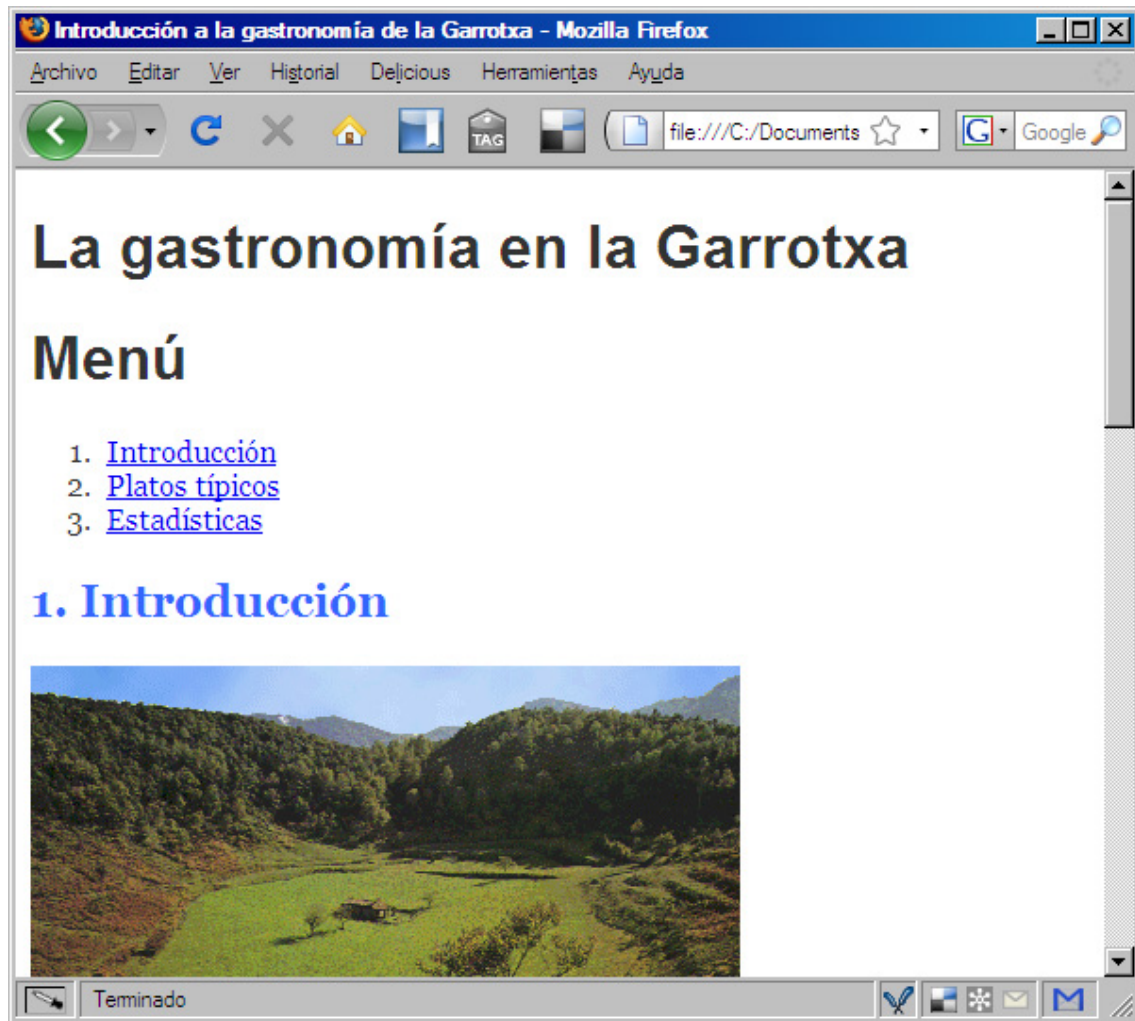 Introducción a la gastronomía de la Garrotxa - Mozilla Firefox
Archivo Editar Ver Historial Delicious Herramientas Ayuda
TAG file:///C:/Documents G Google
La gastronomía en la Garrotxa
Menú
1. Introducción
2. Platos típicos
3. Estadísticas
1. Introducción
Terminado